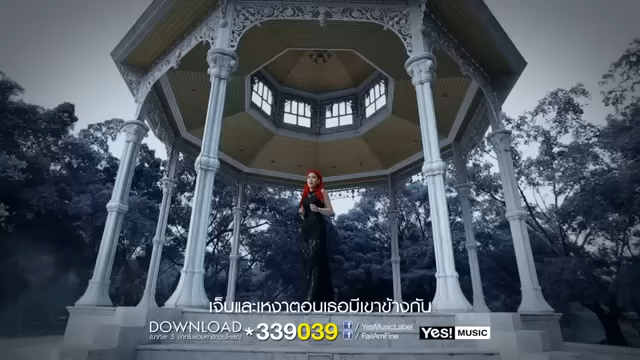 เจ็บและเหงาตอนเธอมีเขาข้างกัน
DOWNLOAD *339039
f / YesMusicLabel
f / FailAmFine
Yes! MUSIC